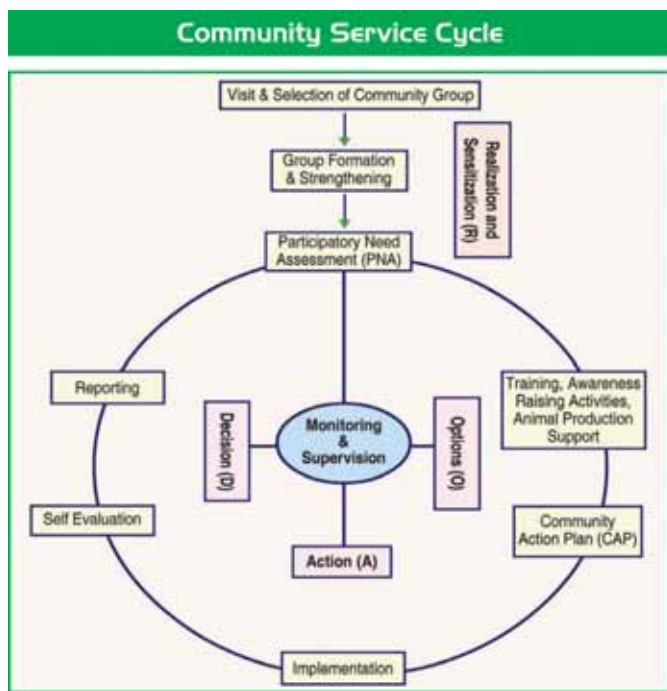 Community Service Cycle
Visit & Selection of Community Group
Group Formation
& Strengthening
Realization and
Sensitization (R)
Participatory Need
Assessment (PNA)
Reporting
Training, Awareness
Raising Activities,
Animal Production
Support
Decision (D)
Monitoring
&
Supervision
Options (O)
Self Evaluation
Community
Action Plan (CAP)
Action (A)
Implementation